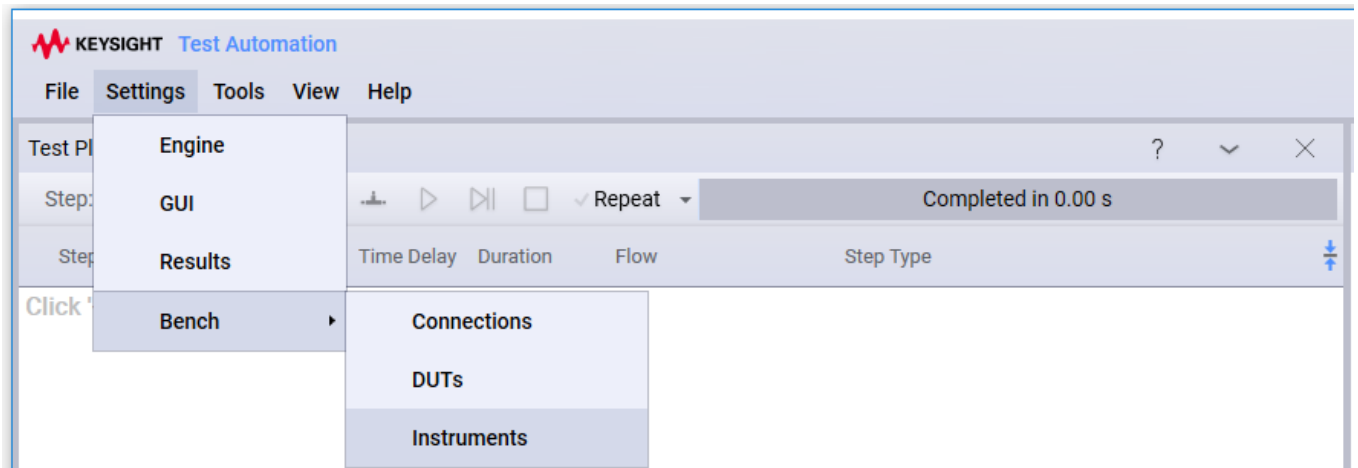 KEYSIGHT Test Automation
File Settings Tools View Help
Test Pl
?
Engine
Step:
GUI
Repeat
Completed in 0.00 s
Step
Results
Time Delay Duration Flow Step Type
Click '
Bench
Connections
DUTs
Instruments